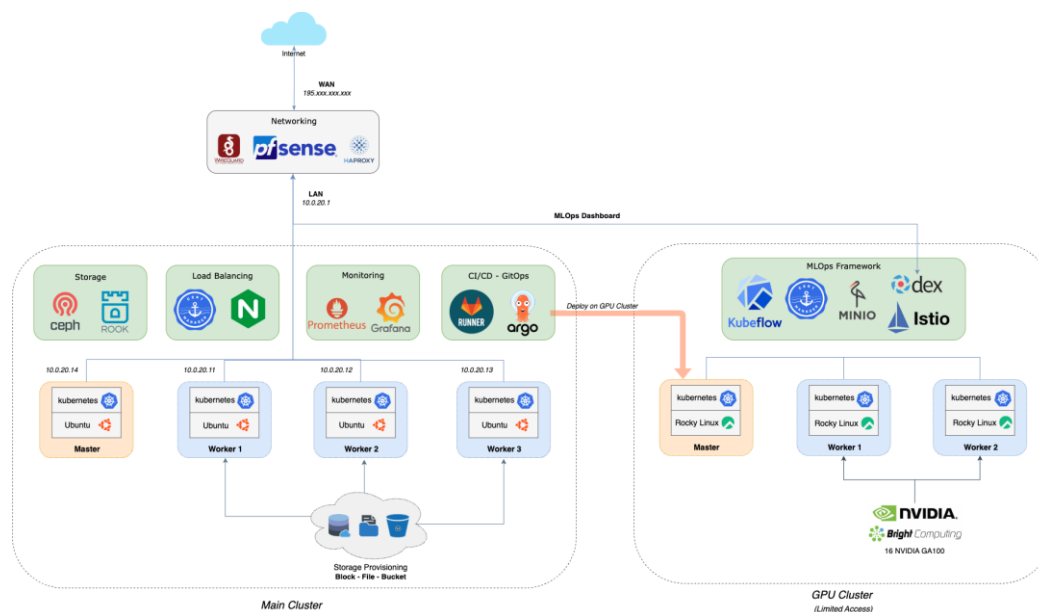 Internet
WAN
195.xxx.xxx.xxx
Networking
WIREGUARD
pfsense
HAPROXY
LAN
10.0.20.1
MLOps Dashboard
Storage
ceph
ROOK
Load Balancing
CERT
MANAGER
N
Monitoring
Prometheus
Grafana
CI/CD - GitOps
RUNNER
argo
Deploy on GPU Cluster
MLOps Framework
Kubeflow
CERT
MANAGER
MINIO
dex
Istio
10.0.20.14
10.0.20.11
10.0.20.12
10.0.20.13
kubernetes
Ubuntu
Master
kubernetes
Ubuntu
Worker 1
kubernetes
Ubuntu
Worker 2
kubernetes
Ubuntu
Worker 3
kubernetes
Rocky Linux
Master
kubernetes
Rocky Linux
Worker 1
kubernetes
Rocky Linux
Worker 2
NVIDIA.
Bright Computing
16 NVIDIA GA100
Storage Provisioning
Block - File - Bucket
Main Cluster
GPU Cluster
(Limited Access)